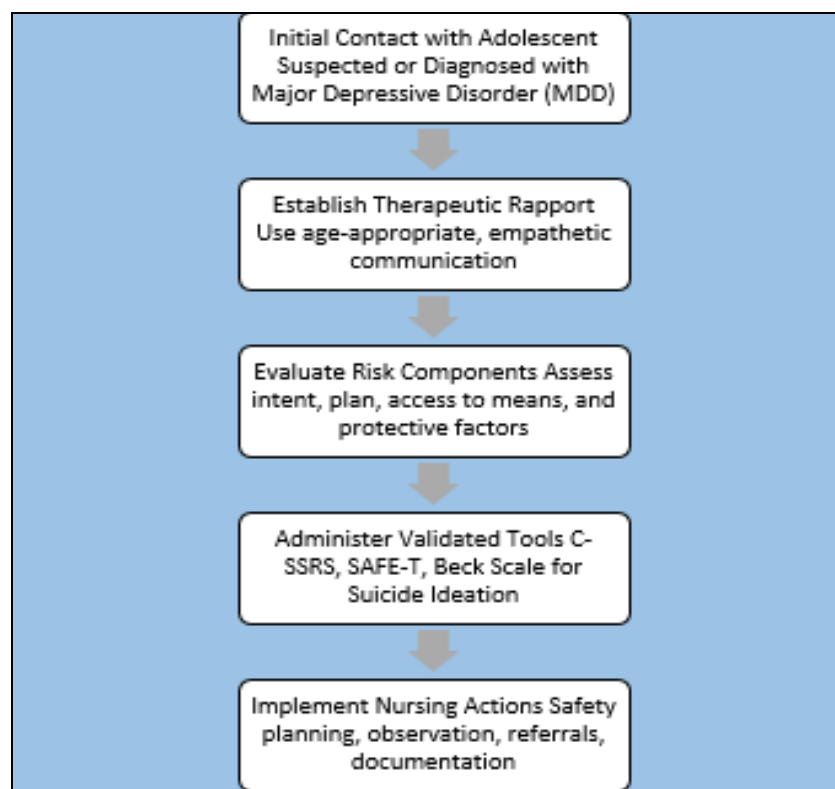 Initial Contact with Adolescent
Suspected or Diagnosed with
Major Depressive Disorder (MDD)
Establish Therapeutic Rapport
Use age-appropriate, empathetic
communication
Evaluate Risk Components Assess
intent, plan, access to means, and
protective factors
Administer Validated Tools C-
SSRS, SAFE-T, Beck Scale for
Suicide Ideation
Implement Nursing Actions Safety
planning, observation, referrals,
documentation